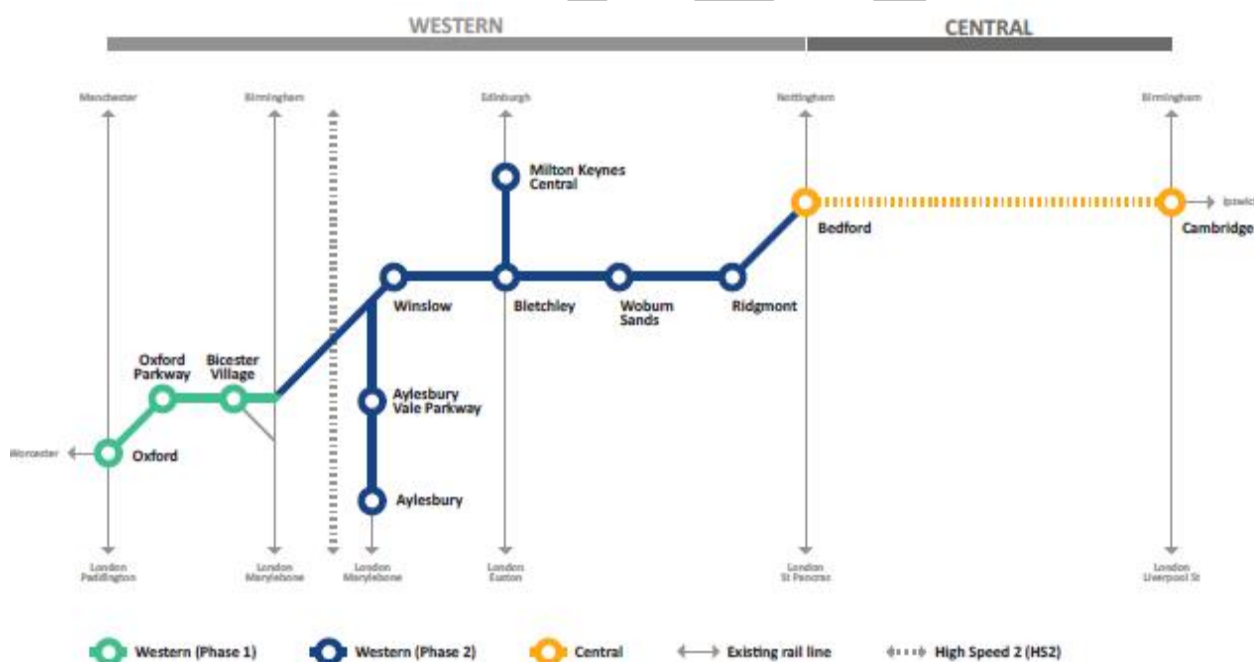 WESTERN
CENTRAL
Manchester
Birmingham
Edinburgh
Nottingham
Birmingham
Milton Keynes
Central
Bedford
Cambridge
Ipswic
Winslow
Bletchley
Woburn
Sands
Ridgmont
Oxford
Parkway
Bicester
Village
Aylesbury
Vale Parkway
Worcester
Oxford
Aylesbury
London
Paddington
London
Marylebone
London
Marylebone
London
Euston
London
St Pancras
London
Liverpool St
Western (Phase 1)
Western (Phase 2)
Central
Existing rail line
High Speed 2 (HS2)